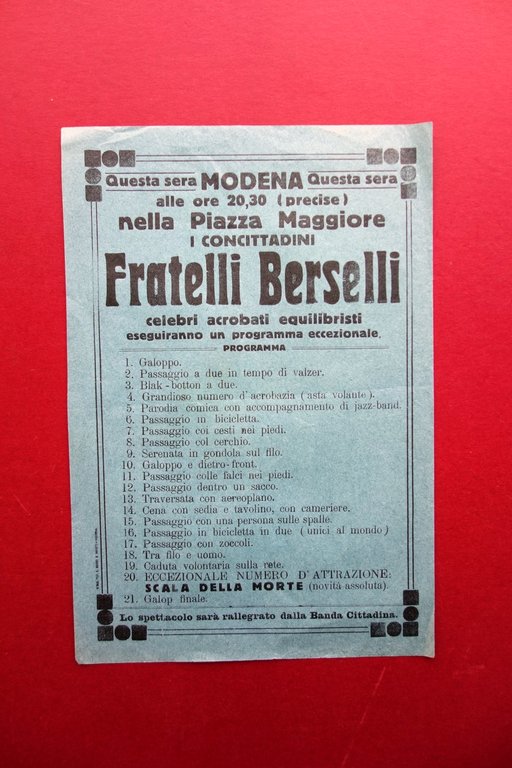 Questa sera MODENA Questa sera
alle ore 20,30 (precise)
nella Piazza Maggiore
I CONCITTADINI
Fratelli Berselli
celebri acrobati equilibristi
eseguiranno un programma eccezionale.
PROGRAMMA
1. Galoppo.
2. Passaggio a due in tempo di valzer.
3. Blak-botton a due.
4. Grandioso numero d'acrobazia (asta volante).
5. Parodia comica con accompagnamento di jazz-band.
6. Passaggio in bicicletta.
7. Passaggio coi cesti nei piedi.
8. Passaggio col cerchio.
9. Serenata in gondola sul filo.
10. Galoppo e dietro-front.
11. Passaggio colle falci nei piedi.
12. Passaggio dentro un sacco.
13. Traversata con aereoplano.
14. Cena con sedia e tavolino, con cameriere.
15. Passaggio con una persona sulle spalle.
16. Passaggio in bicicletta in due (unici al mondo)
17. Passaggio con zoccoli.
18. Tra filo e uomo.
19. Caduta volontaria sulla rete.
20. ECCEZIONALE NUMERO D'ATTRAZIONE:
SCALA DELLA MORTE (novità assoluta).
21. Galop finale.
Lo spettacolo sarà rallegrato dalla Banda Cittadina.